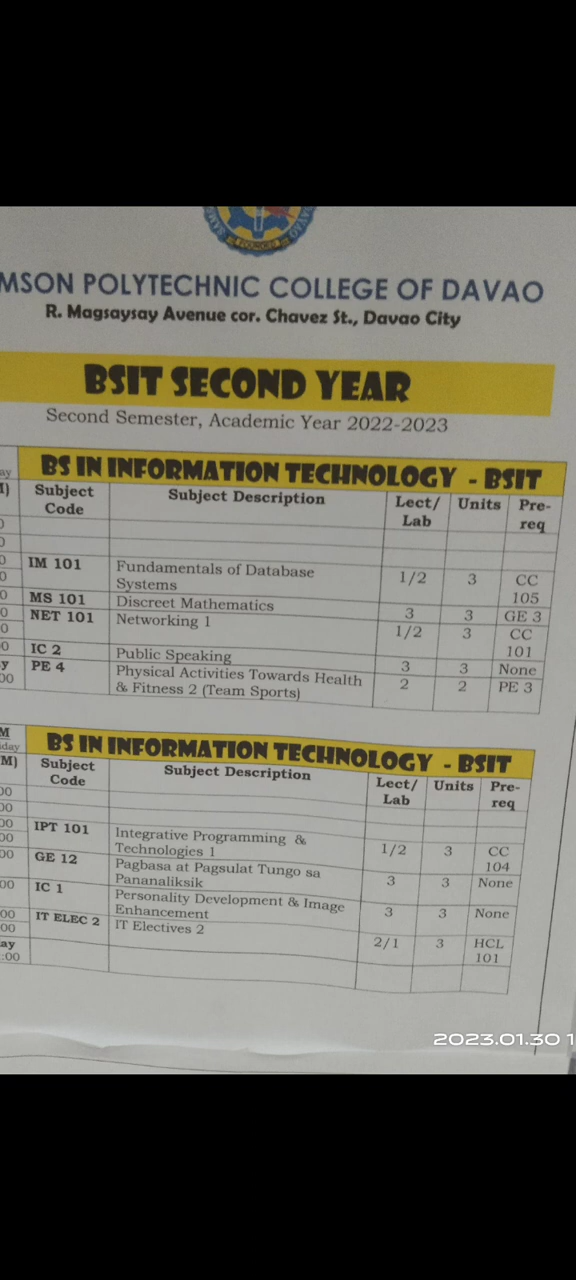 FOUNDED
MSON POLYTECHNIC COLLEGE OF DAVAO
R. Magsaysay Avenue cor. Chavez St., Davao City
BSIT SECOND YEAR
Second Semester, Academic Year 2022-2023
BS IN INFORMATION TECHNOLOGY - BSIT
Subject Code Subject Description Lect/ Lab Units Pre-req
IM 101 Fundamentals of Database Systems 1/2 3 CC 105
MS 101 Discreet Mathematics 3 3 GE 3
NET 101 Networking 1 1/2 3 CC 101
IC 2 Public Speaking 3 3 None
PE 4 Physical Activities Towards Health & Fitness 2 (Team Sports) 2 2 PE 3
BS IN INFORMATION TECHNOLOGY - BSIT
Subject Code Subject Description Lect/ Lab Units Pre-req
IPT 101 Integrative Programming & Technologies 1 1/2 3 CC 104
GE 12 Pagbasa at Pagsulat Tungo sa Pananaliksik 3 3 None
IC 1 Personality Development & Image Enhancement 3 3 None
IT ELEC 2 IT Electives 2 2/1 3 HCL 101
2023.01.30 1